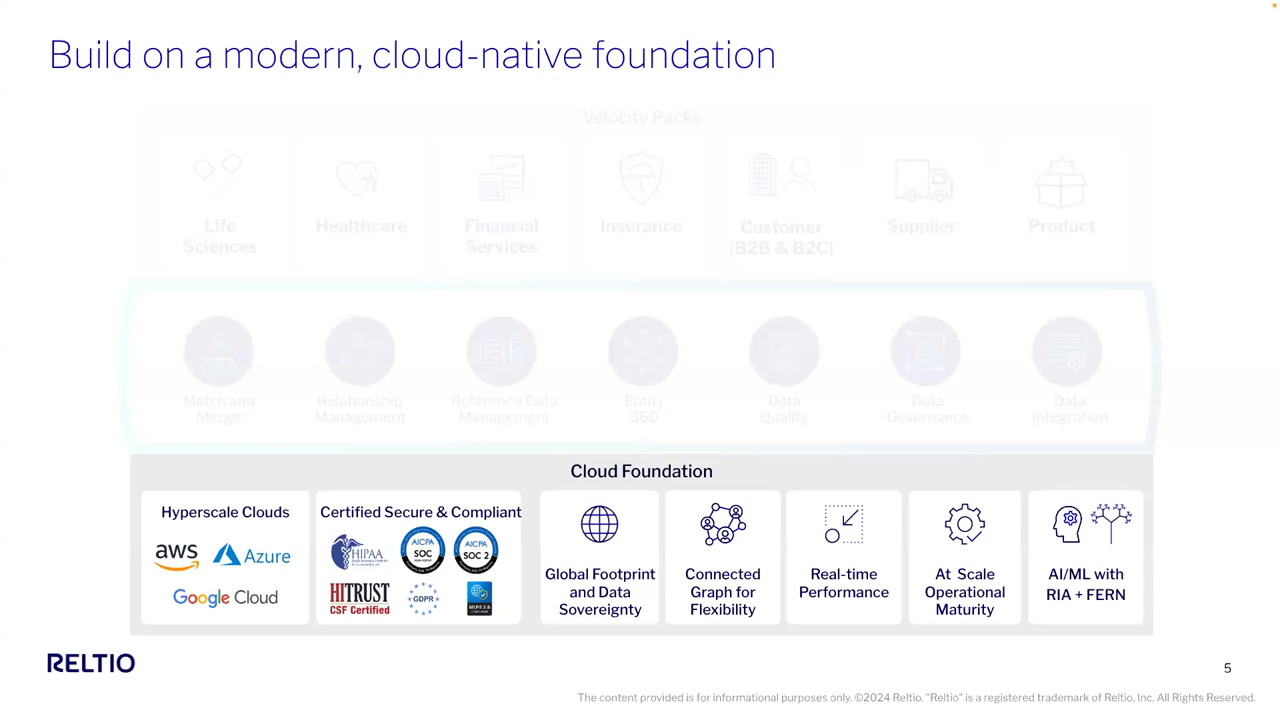 Build on a modern, cloud-native foundation
Velocity Packs
Life
Sciences
Healthcare
Financial
Services
Insurance
Customer
(B2B & B2C)
Supplier
Product
Match and
Merge
Relationship
Management
Reference Data
Management
Entity
360
Data
Quality
Data
Governance
Data
Integration
Cloud Foundation
Hyperscale Clouds
aws
Azure
Google Cloud
Certified Secure & Compliant
HIPAA
AICPA
SOC
AICPA
SOC 2
HITRUST
CSF Certified
GDPR
Global Footprint
and Data
Sovereignty
Connected
Graph for
Flexibility
Real-time
Performance
At Scale
Operational
Maturity
AI/ML with
RIA + FERN
RELTIO
5
The content provided is for informational purposes only. ©2024 Reltio. "Reltio" is a registered trademark of Reltio, Inc. All Rights Reserved.